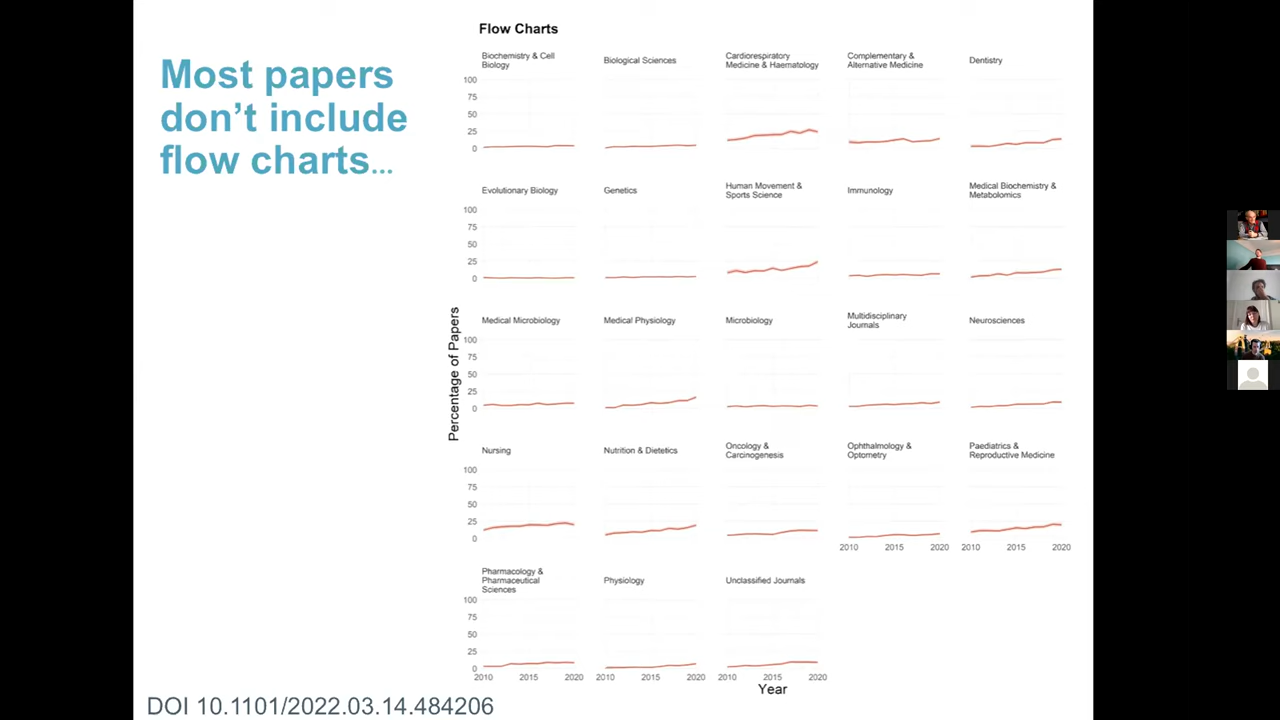 Most papers
don't include
flow charts...
Flow Charts
Biochemistry & Cell
Biology
Biological Sciences
Cardiorespiratory
Medicine & Haematology
Complementary &
Alternative Medicine
Dentistry
100
75
50
25
0
Evolutionary Biology
Genetics
Human Movement &
Sports Science
Immunology
Medical Biochemistry &
Metabolomics
100
75
50
25
0
Percentage of Papers
Medical Microbiology
Medical Physiology
Microbiology
Multidisciplinary
Journals
Neurosciences
100
75
50
25
0
Nursing
Nutrition & Dietetics
Oncology &
Carcinogenesis
Ophthalmology &
Optometry
Paediatrics &
Reproductive Medicine
100
75
50
25
0
2010 2015 2020 2010 2015 2020
Pharmacology &
Pharmaceutical
Sciences
Physiology
Unclassified Journals
100
75
50
25
0
2010 2015 2020 2010 2015 2020 2010 2015 2020
Year
DOI 10.1101/2022.03.14.484206